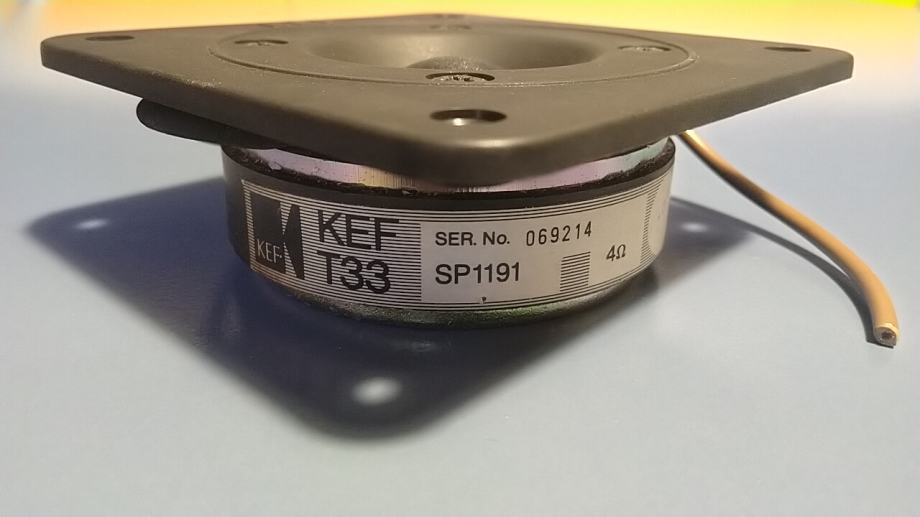 KEF
KEF
T33
SER. No. 069214
SP1191
4Ω